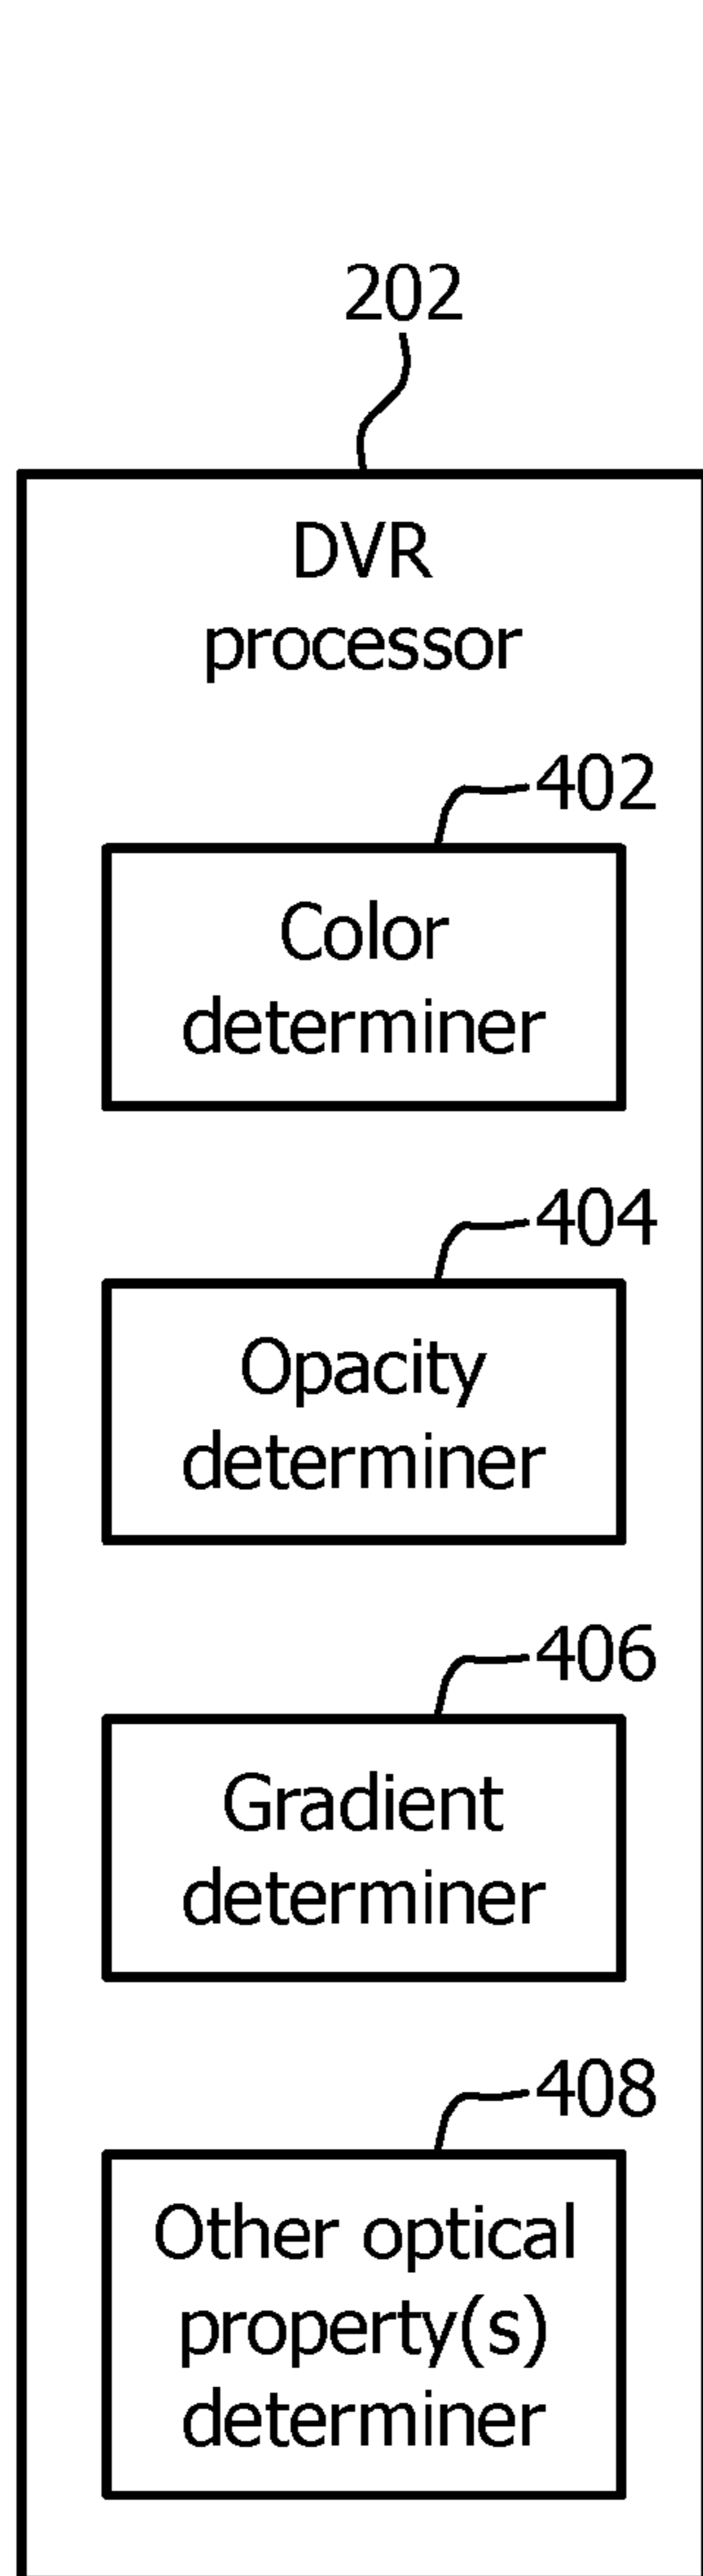 202
DVR
processor
402
Color
determiner
404
Opacity
determiner
406
Gradient
determiner
408
Other optical
property(s)
determiner